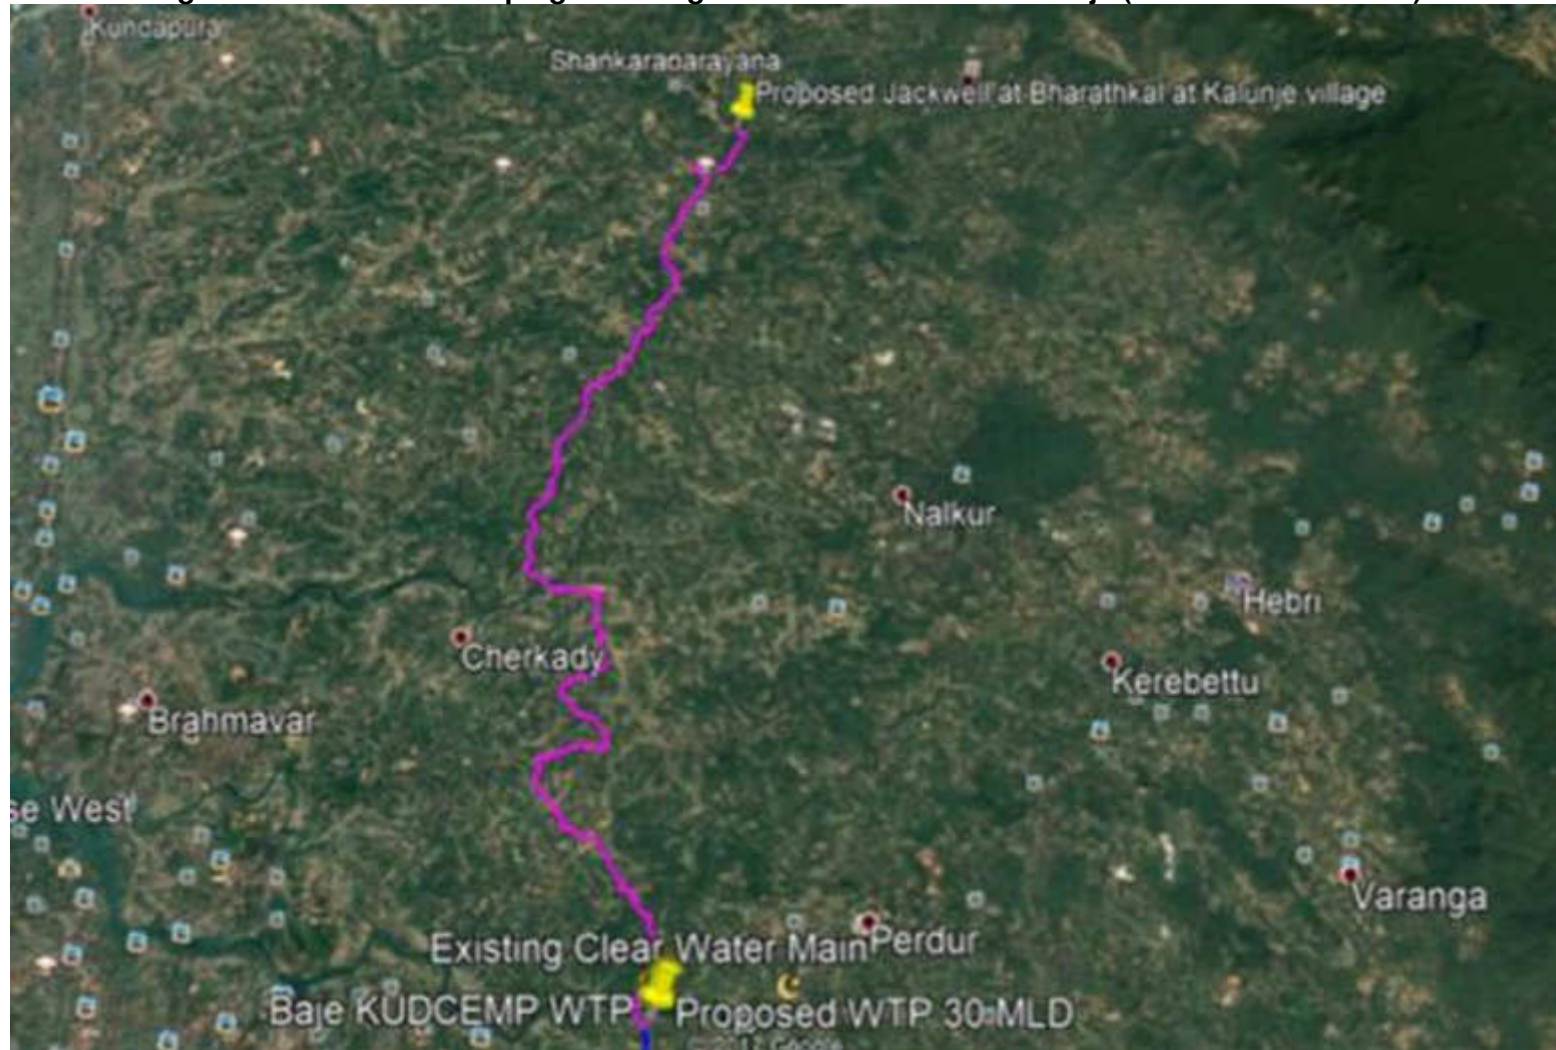 Kundapura
Shankaranarayana
Proposed Jackwell at Bharathkal at Kalunje village
Nalkur
Hebri
Cherkady
Kerebettu
Brahmavar
se West
Varanga
Perdur
Existing Clear Water Main
Baje KUDCEMP WTP
Proposed WTP 30 MLD